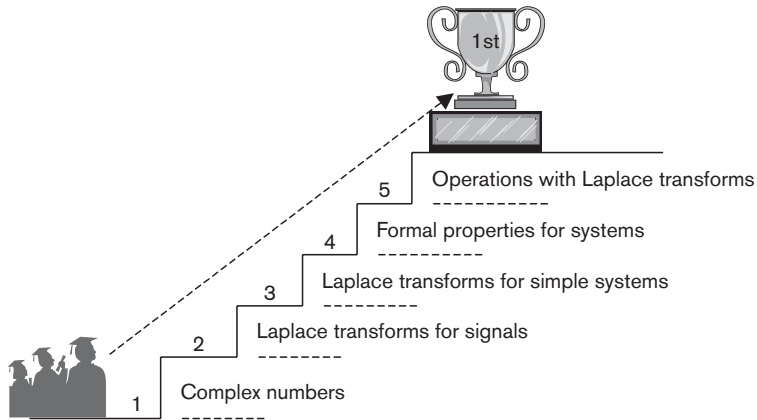 1st
5
Operations with Laplace transforms
4
Formal properties for systems
3
Laplace transforms for simple systems
2
Laplace transforms for signals
1
Complex numbers